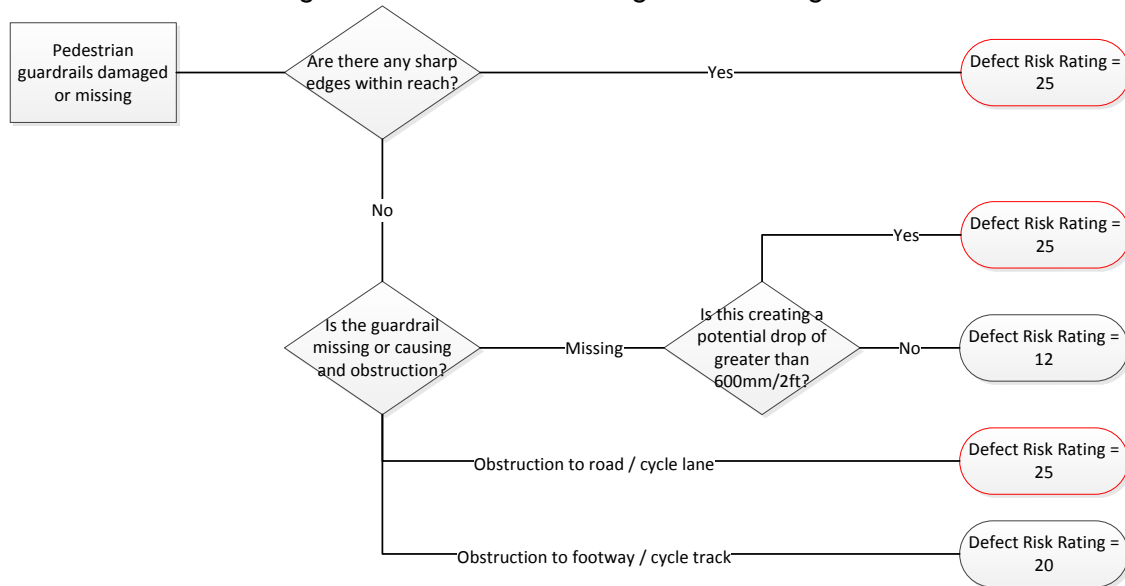 Pedestrian
guardrails damaged
or missing
Are there any sharp
edges within reach?
Yes
Defect Risk Rating =
25
No
Yes
Defect Risk Rating =
25
Is the guardrail
missing or causing
and obstruction?
Missing
Is this creating a
potential drop of
greater than
600mm/2ft?
No
Defect Risk Rating =
12
Obstruction to road / cycle lane
Defect Risk Rating =
25
Obstruction to footway / cycle track
Defect Risk Rating =
20